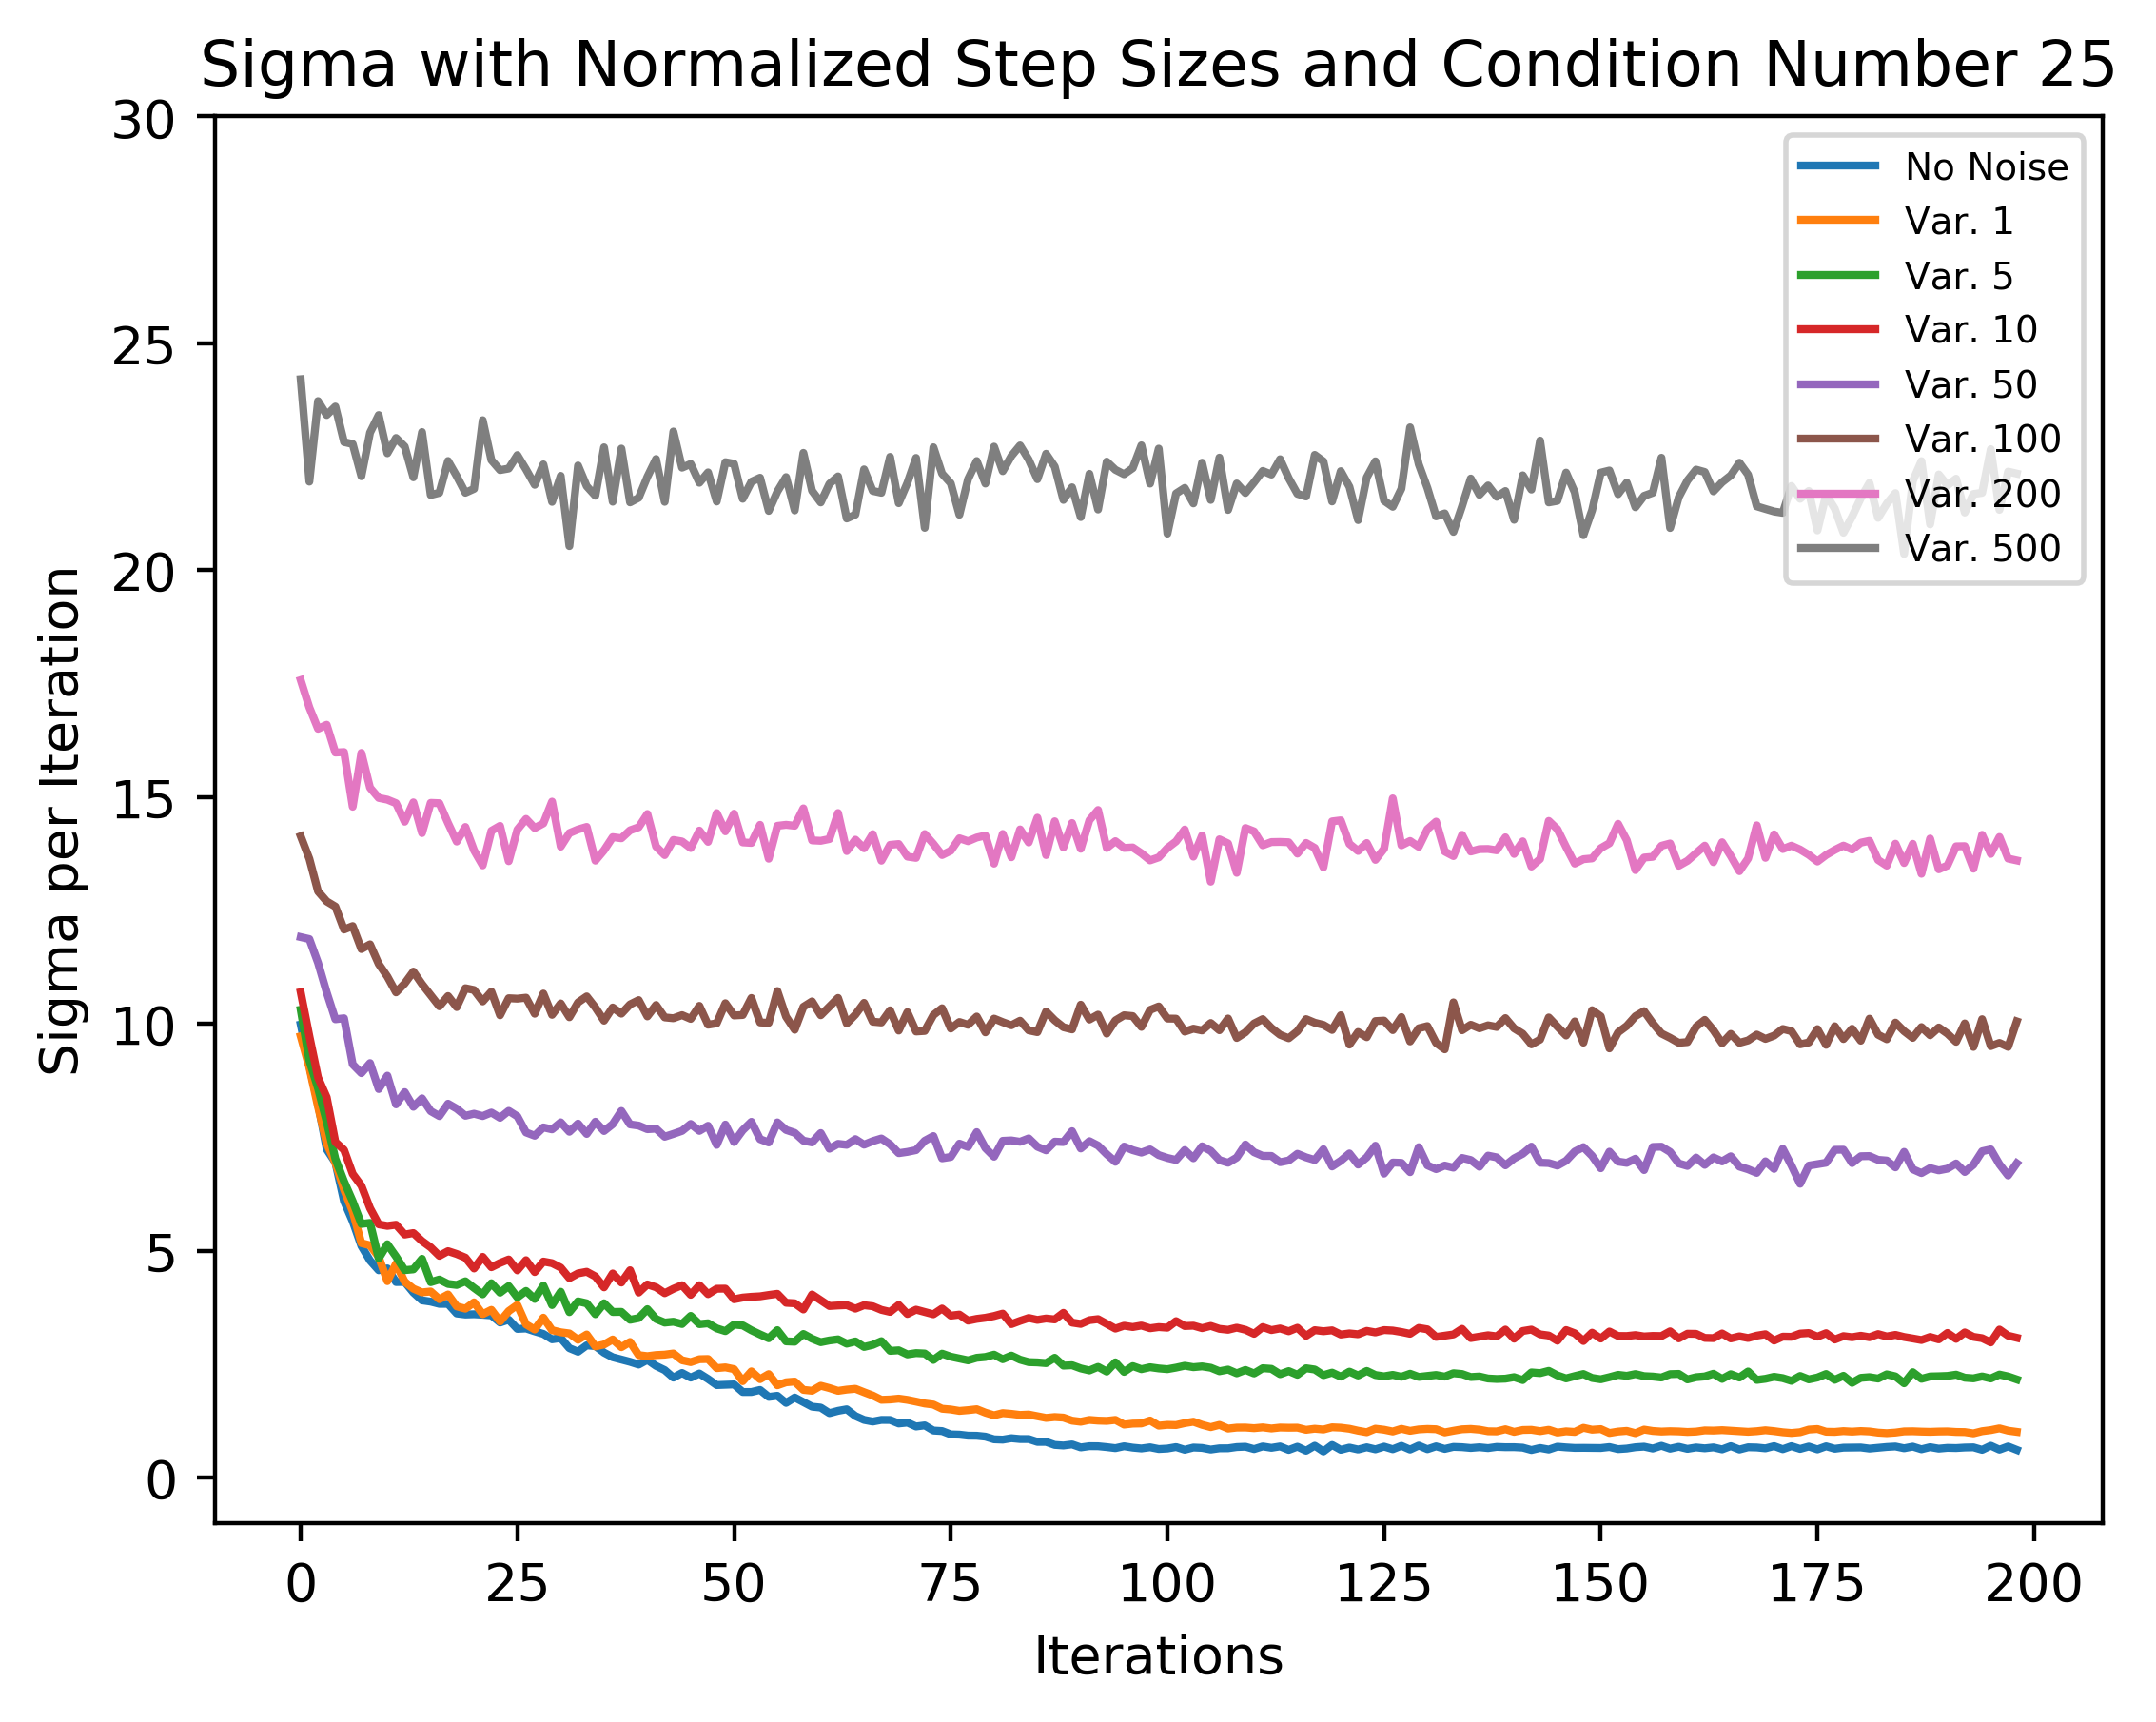 Sigma with Normalized Step Sizes and Condition Number 25
30
25
20
15
10
5
0
Sigma per Iteration
No Noise
Var. 1
Var. 5
Var. 10
Var. 50
Var. 100
Var. 200
Var. 500
0 25 50 75 100 125 150 175 200
Iterations